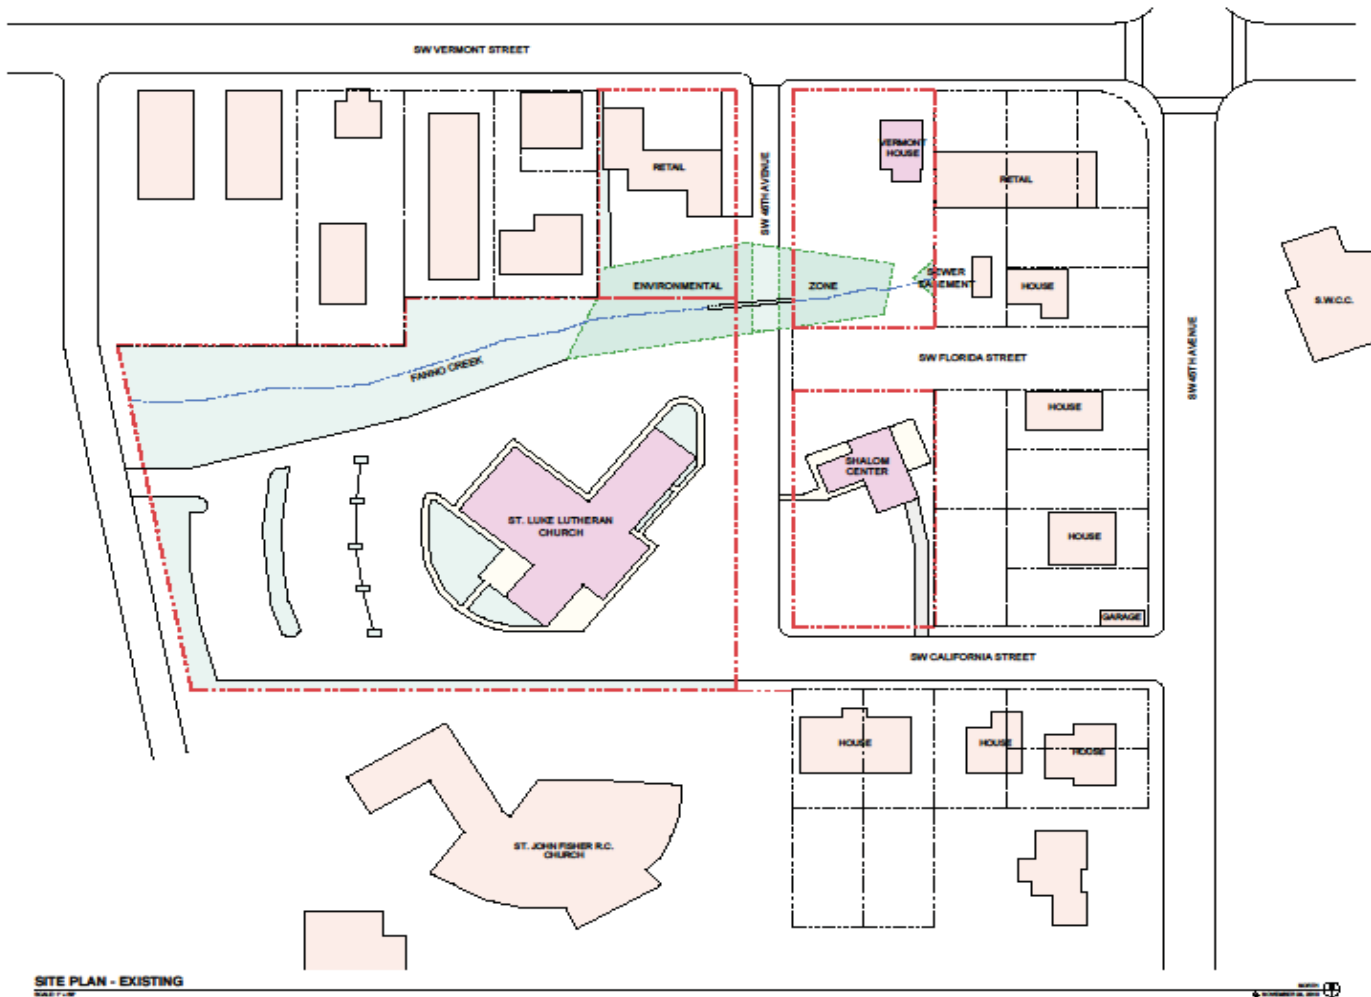 SW VERMONT STREET
VERMONT
HOUSE
RETAIL
RETAIL
SW 46TH AVENUE
ENVIRONMENTAL
ZONE
SEWER
EASEMENT
HOUSE
S.W.C.C.
FANNO CREEK
SW FLORIDA STREET
SW 45TH AVENUE
HOUSE
SHALOM
CENTER
ST. LUKE LUTHERAN
CHURCH
HOUSE
GARAGE
SW CALIFORNIA STREET
HOUSE
HOUSE
HOUSE
ST. JOHN FISHER R.C.
CHURCH
SITE PLAN - EXISTING
NORTH